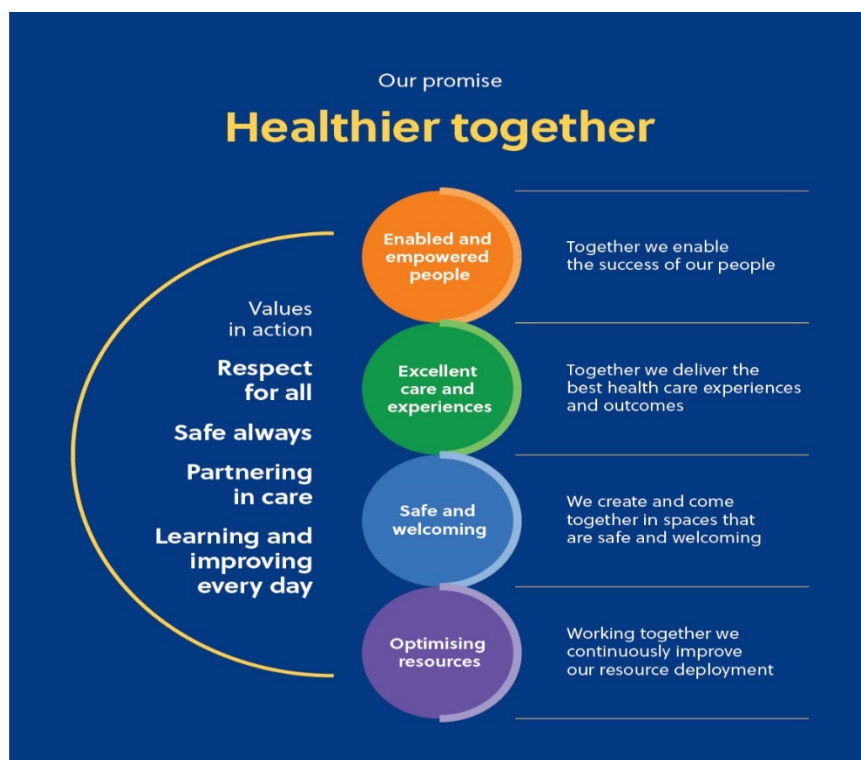 Our promise
Healthier together
Values
in action
Respect
for all
Safe always
Partnering
in care
Learning and
improving
every day
Enabled and
empowered
people
Together we enable
the success of our people
Excellent
care and
experiences
Together we deliver the
best health care experiences
and outcomes
Safe and
welcoming
We create and come
together in spaces that
are safe and welcoming
Optimising
resources
Working together we
continuously improve
our resource deployment